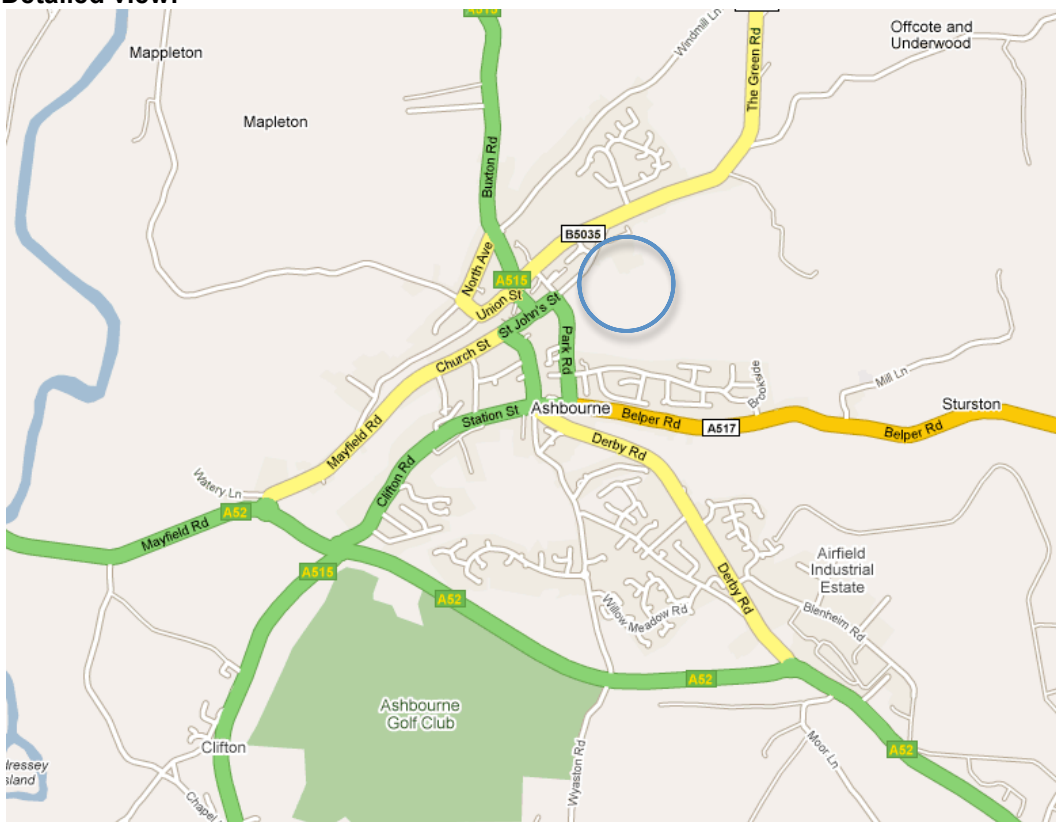 Detailed view:
A515
Windmill Ln
The Green Rd
Offcote and
Underwood
Mappleton
Mapleton
Buxton Rd
B5035
North Ave
A515
Union St
St John's St
Church St
Park Rd
Brookside
Mill Ln
Sturston
Ashbourne
Station St
Belper Rd
A517
Belper Rd
Mayfield Rd
Derby Rd
Clifton Rd
Watery Ln
A52
Mayfield Rd
Airfield
Industrial
Estate
A515
Derby Rd
A52
Willow Meadow Rd
Blenheim Rd
A52
Ashbourne
Golf Club
Clifton
Wyaston Rd
Moor Ln
A52
dressey
sland
Chapel